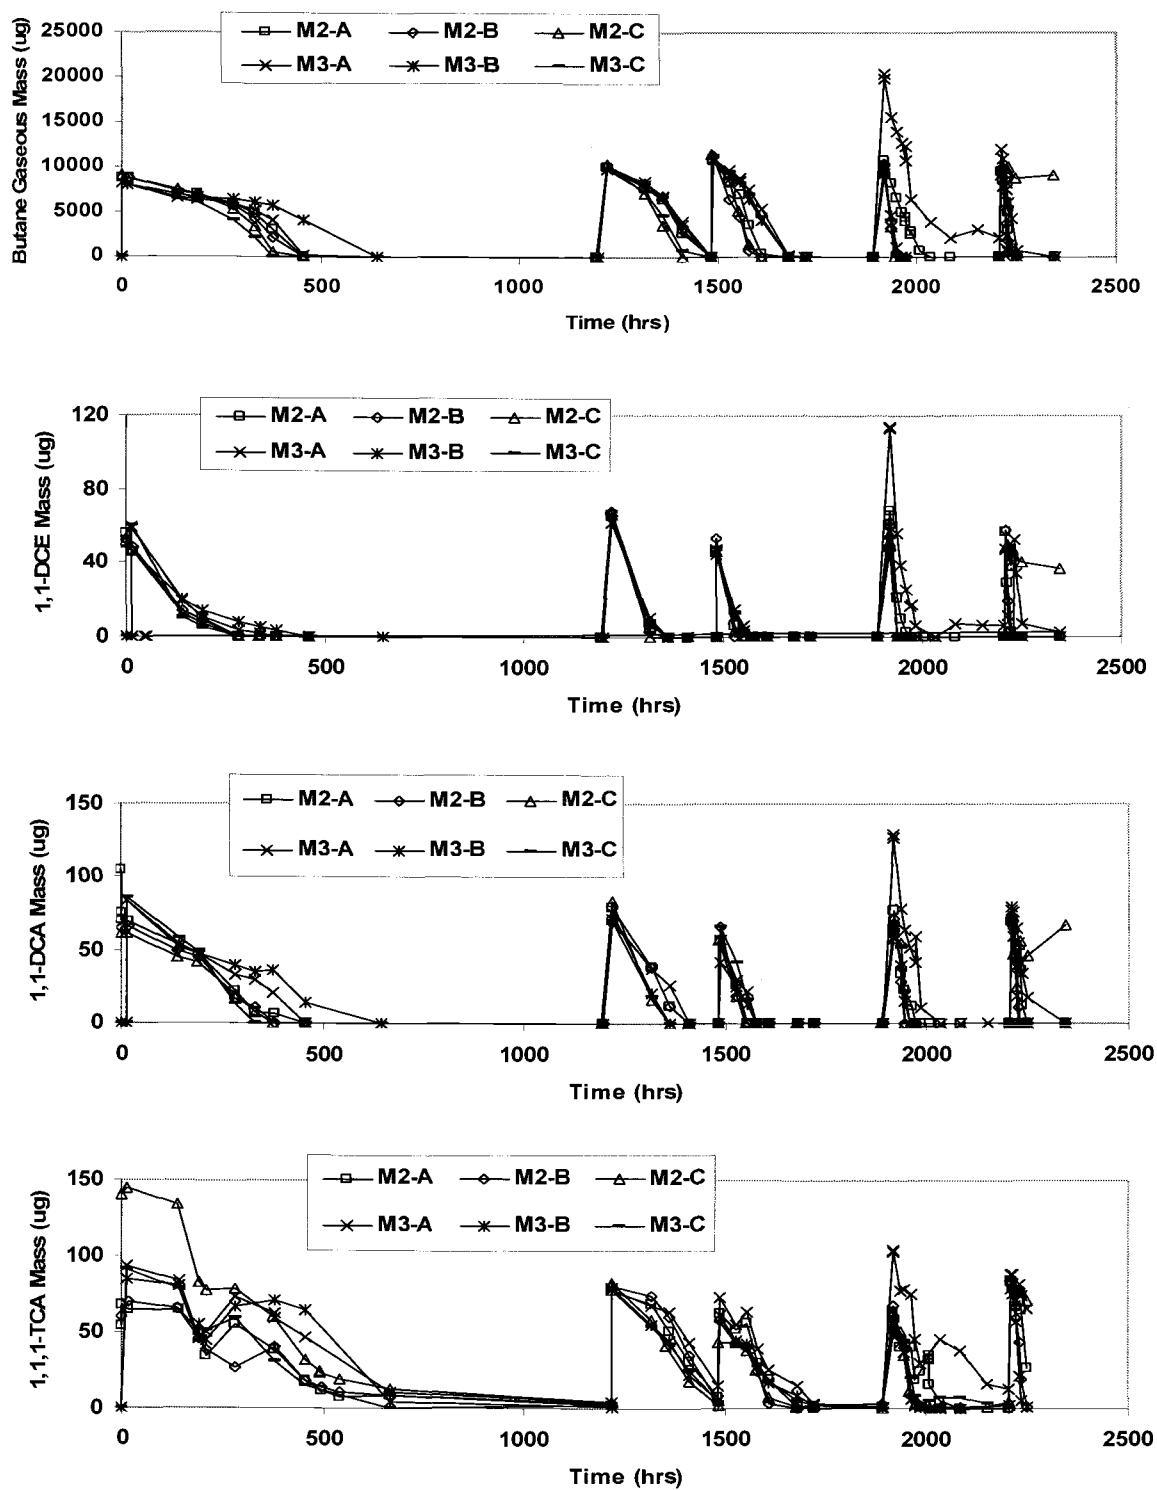 Butane Gaseous Mass (ug)
25000
20000
15000
10000
5000
0
M2-A M2-B M2-C
M3-A M3-B M3-C
0 500 1000 1500 2000 2500
Time (hrs)
1,1-DCE Mass (ug)
120
80
40
0
M2-A M2-B M2-C
M3-A M3-B M3-C
0 500 1000 1500 2000 2500
Time (hrs)
1,1-DCA Mass (ug)
150
100
50
0
M2-A M2-B M2-C
M3-A M3-B M3-C
0 500 1000 1500 2000 2500
Time (hrs)
1,1,1-TCA Mass (ug)
150
100
50
0
M2-A M2-B M2-C
M3-A M3-B M3-C
0 500 1000 1500 2000 2500
Time (hrs)